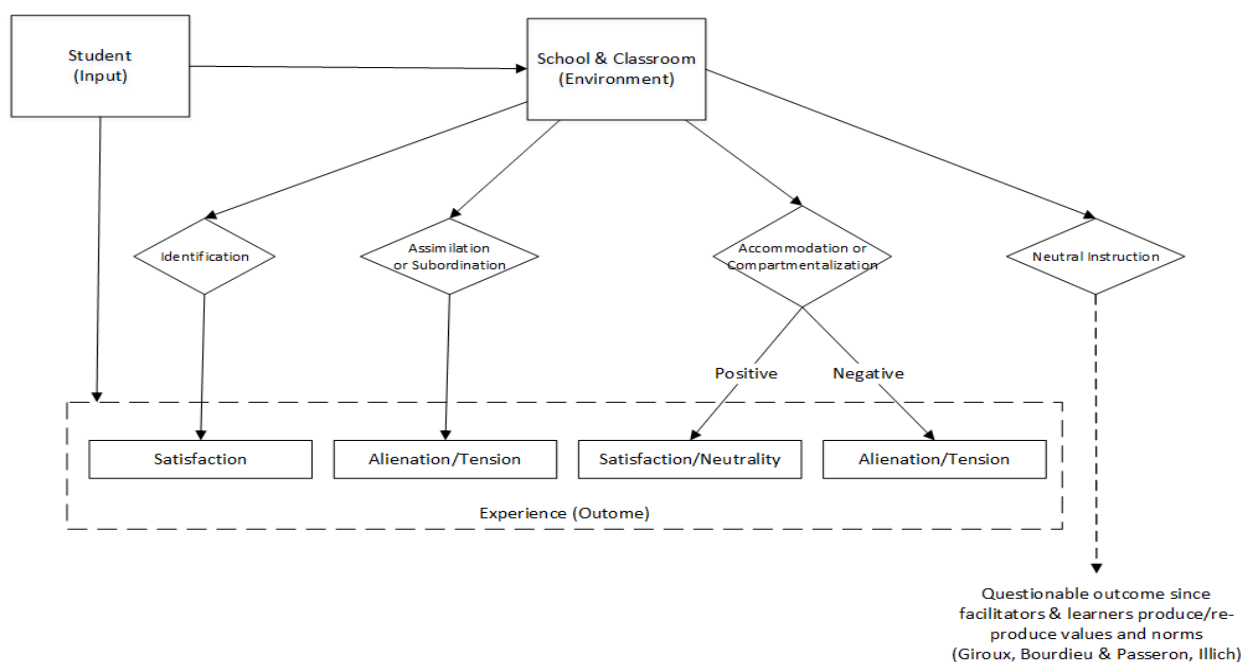 Student
(Input)
School & Classroom
(Environment)
Identification
Assimilation
or Subordination
Accommodation or
Compartmentalization
Neutral Instruction
Positive
Negative
Satisfaction
Alienation/Tension
Satisfaction/Neutrality
Alienation/Tension
Experience (Outome)
Questionable outcome since
facilitators & learners produce/re-
produce values and norms
(Giroux, Bourdieu & Passeron, Illich)